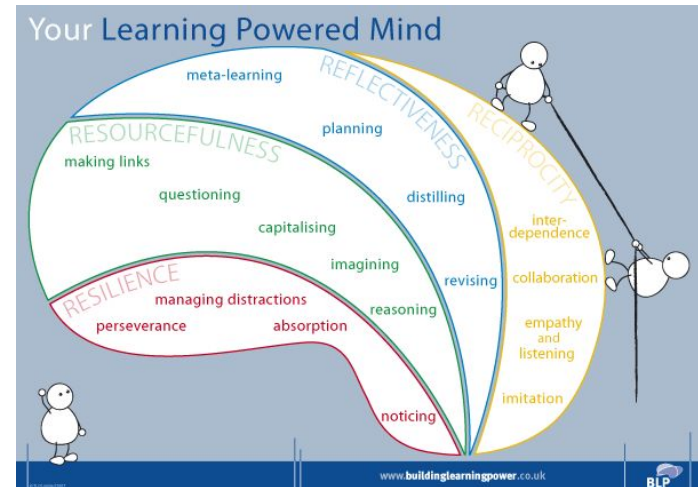 Your Learning Powered Mind
REFLECTIVENESS
meta-learning
planning
distilling
revising
RESOURCEFULNESS
making links
questioning
capitalising
imagining
reasoning
RESILIENCE
managing distractions
perseverance
absorption
noticing
RECIPROCITY
inter-
dependence
collaboration
empathy
and
listening
imitation
www.buildinglearningpower.co.uk
BLP